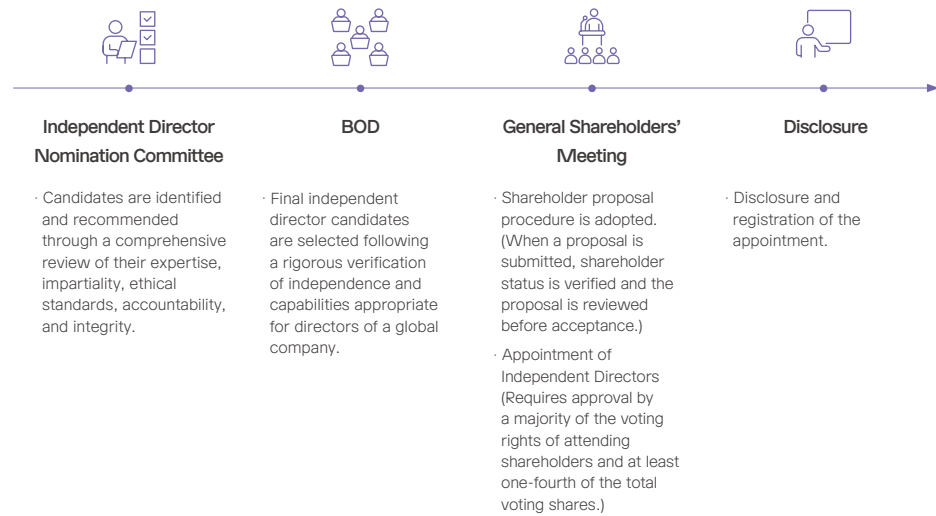 Independent Director
Nomination Committee
· Candidates are identified
and recommended
through a comprehensive
review of their expertise,
impartiality, ethical
standards, accountability,
and integrity.
BOD
· Final independent
director candidates
are selected following
a rigorous verification
of independence and
capabilities appropriate
for directors of a global
company.
General Shareholders’
Meeting
· Shareholder proposal
procedure is adopted.
(When a proposal is
submitted, shareholder
status is verified and the
proposal is reviewed
before acceptance.)
· Appointment of
Independent Directors
(Requires approval by
a majority of the voting
rights of attending
shareholders and at least
one-fourth of the total
voting shares.)
Disclosure
· Disclosure and
registration of the
appointment.